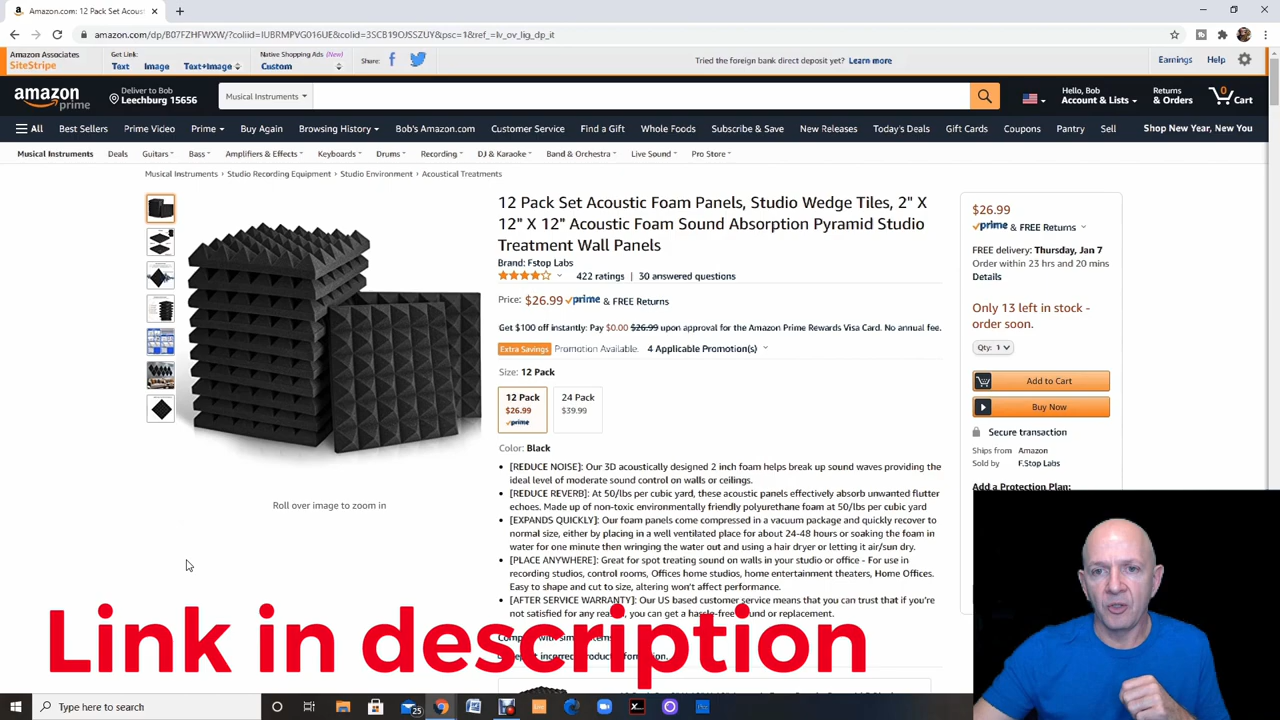 Amazon.com: 12 Pack Set Acoust
amazon.com/dp/B07FZHFWXW/?coliid=IUBRMPVG016UE&colid=3SCB19OJSSZUY&psc=1&ref_=lv_ov_lig_dp_it
Amazon Associates
SiteStripe
Get Link:
Text Image Text+Image
Native Shopping Ads (New)
Custom
Share:
Tried the foreign bank direct deposit yet? Learn more
Earnings Help
amazon prime
Deliver to Bob
Leechburg 15656
Musical Instruments
Hello, Bob
Account & Lists
Returns
& Orders
0
Cart
All Best Sellers Prime Video Prime Buy Again Browsing History Bob's Amazon.com Customer Service Find a Gift Whole Foods Subscribe & Save New Releases Today's Deals Gift Cards Coupons Pantry Sell Shop New Year, New You
Musical Instruments Deals Guitars Bass Amplifiers & Effects Keyboards Drums Recording DJ & Karaoke Band & Orchestra Live Sound Pro Store
Musical Instruments › Studio Recording Equipment › Studio Environment › Acoustical Treatments
12 Pack Set Acoustic Foam Panels, Studio Wedge Tiles, 2" X
12” X 12” Acoustic Foam Sound Absorption Pyramid Studio
Treatment Wall Panels
Brand: Fstop Labs
422 ratings | 30 answered questions
Price: $26.99 prime & FREE Returns
Get $100 off instantly: Pay $0.00 $26.99 upon approval for the Amazon Prime Rewards Visa Card. No annual fee.
Extra Savings Promotion Available. 4 Applicable Promotion(s)
Size: 12 Pack
12 Pack
$26.99
prime
24 Pack
$39.99
Color: Black
• [REDUCE NOISE]: Our 3D acoustically designed 2 inch foam helps break up sound waves providing the
ideal level of moderate sound control on walls or ceilings.
• [REDUCE REVERB]: At 50/lbs per cubic yard, these acoustic panels effectively absorb unwanted flutter
echoes. Made up of non-toxic environmentally friendly polyurethane foam at 50/lbs per cubic yard
• [EXPANDS QUICKLY]: Our foam panels come compressed in a vacuum package and quickly recover to
normal size, either by placing in a well ventilated place for about 24-48 hours or soaking the foam in
water for one minute then wringing the water out and using a hair dryer or letting it air/sun dry.
• [PLACE ANYWHERE]: Great for spot treating sound on walls in your studio or office - For use in
recording studios, control rooms, Offices home studios, home entertainment theaters, Home Offices.
Easy to shape and cut to size, altering won't affect performance.
• [AFTER SERVICE WARRANTY]: Our US based customer service means that you can trust that if you're
not satisfied for any reason, you can get a hassle-free refund or replacement.
Roll over image to zoom in
$26.99
prime & FREE Returns
FREE delivery: Thursday, Jan 7
Order within 23 hrs and 20 mins
Details
Only 13 left in stock -
order soon.
Qty: 1
Add to Cart
Buy Now
Secure transaction
Ships from Amazon
Sold by F.Stop Labs
Add a Protection Plan:
Link in description
Type here to search
25